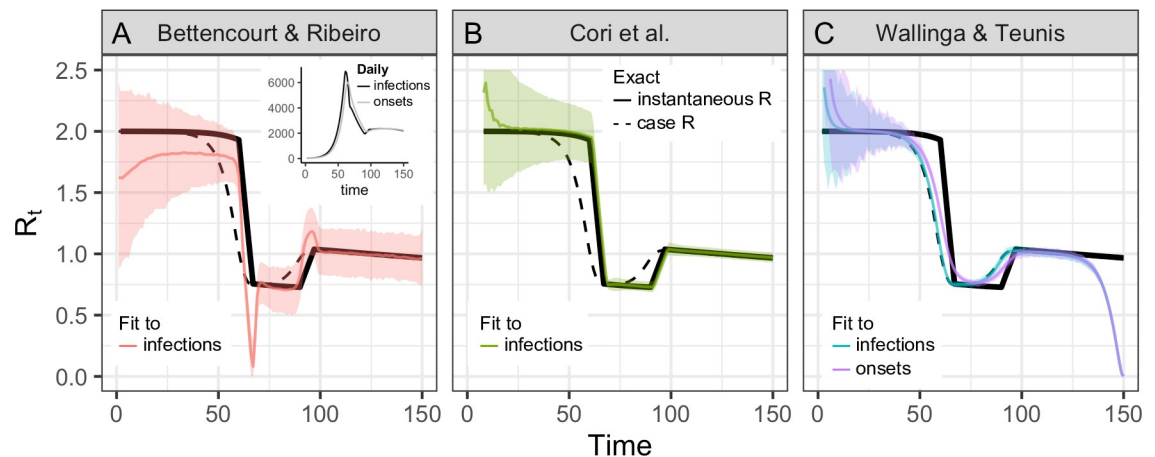 A Bettencourt & Ribeiro
B Cori et al.
C Wallinga & Teunis
Rt
2.5
2.0
1.5
1.0
0.5
0.0
6000
4000
2000
0
Daily
infections
onsets
0 50 100 150
time
Fit to
infections
0 50 100 150
Exact
instantaneous R
case R
Fit to
infections
0 50 100 150
Fit to
infections
onsets
0 50 100 150
Time